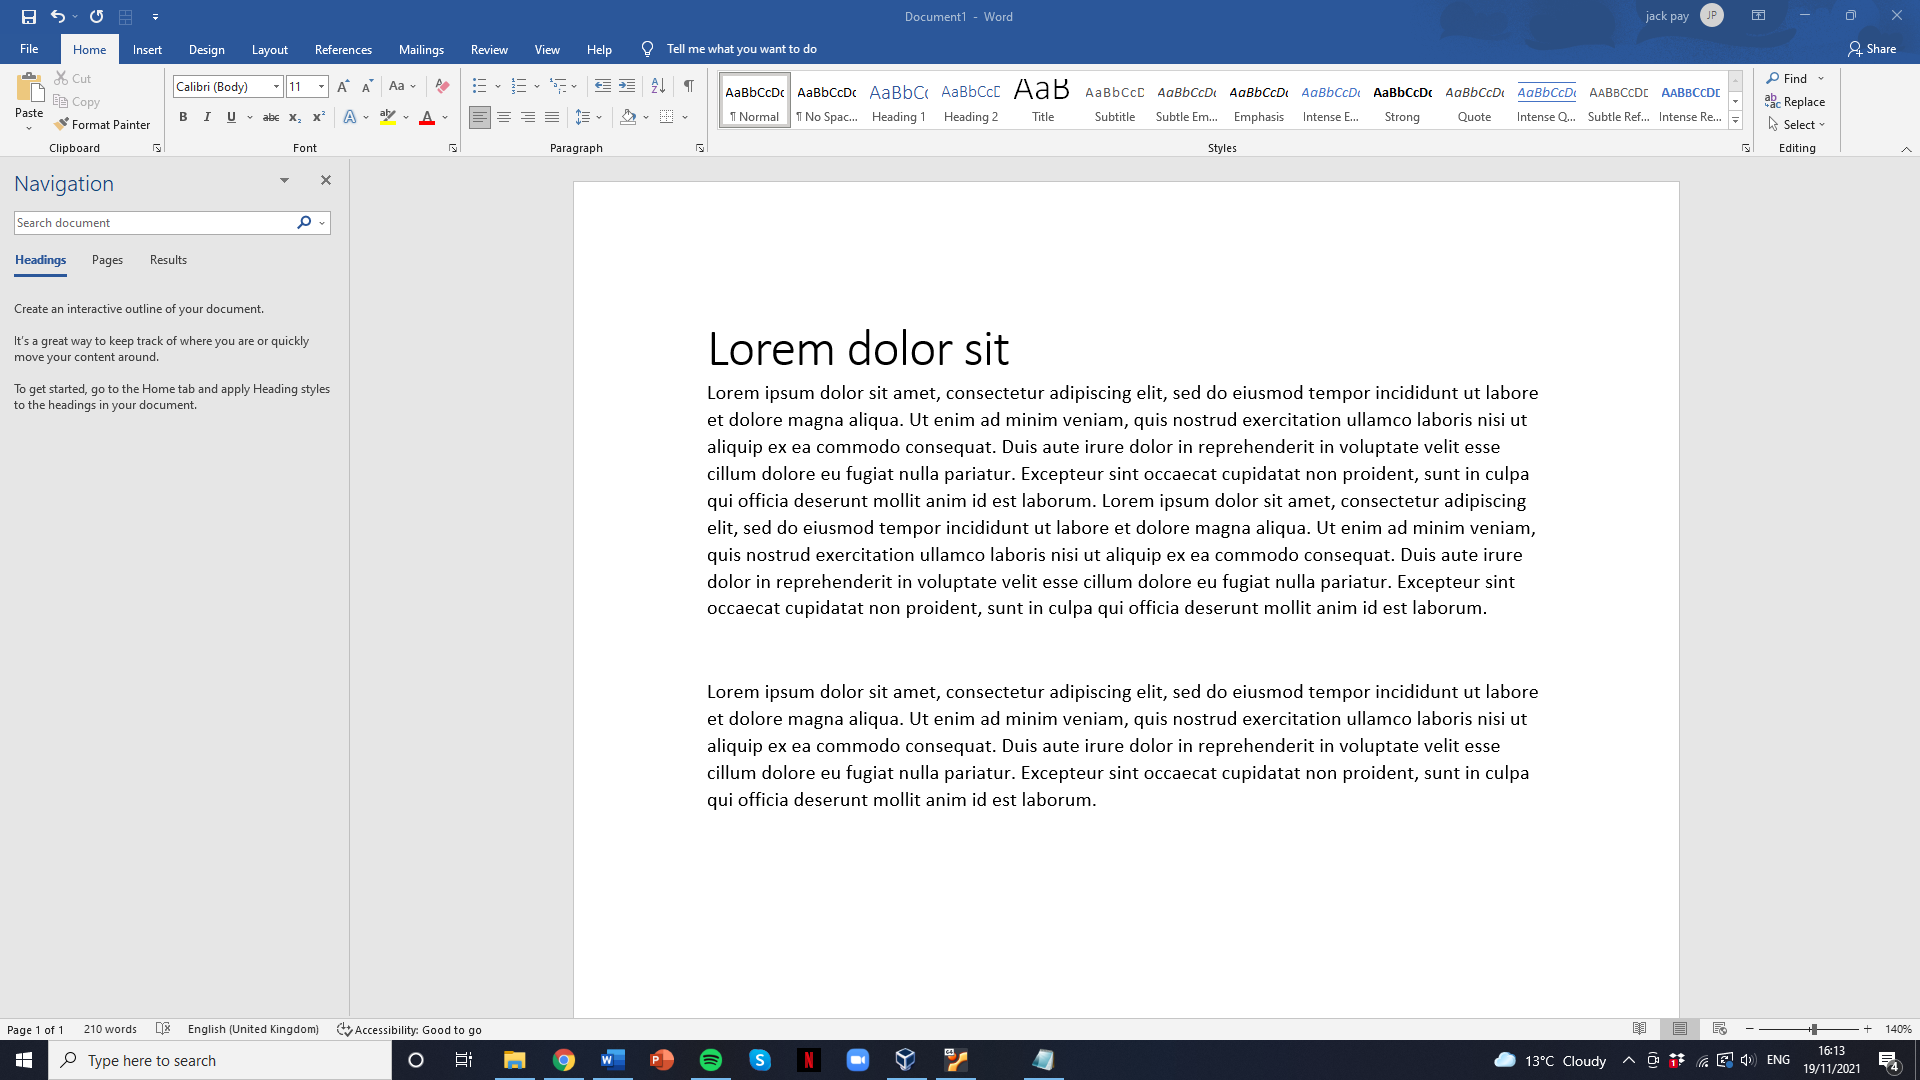 Document1 - Word
jack pay
JP
File
Home
Insert
Design
Layout
References
Mailings
Review
View
Help
Tell me what you want to do
Share
Paste
Cut
Copy
Format Painter
Clipboard
Calibri (Body)
11
Font
Paragraph
AaBbCcDc
¶ Normal
AaBbCcDc
¶ No Spac...
AaBbCc
Heading 1
AaBbCcD
Heading 2
AaB
Title
AaBbCcD
Subtitle
AaBbCcDc
Subtle Em...
AaBbCcDc
Emphasis
AaBbCcDc
Intense E...
AaBbCcDc
Strong
AaBbCcDc
Quote
AaBbCcDc
Intense Q...
AaBbCcDc
Subtle Ref...
AaBbCcDc
Intense Re...
Styles
Find
Replace
Select
Editing
Navigation
Search document
Headings
Pages
Results
Create an interactive outline of your document.
It's a great way to keep track of where you are or quickly
move your content around.
To get started, go to the Home tab and apply Heading styles
to the headings in your document.
Lorem dolor sit
Lorem ipsum dolor sit amet, consectetur adipiscing elit, sed do eiusmod tempor incididunt ut labore
et dolore magna aliqua. Ut enim ad minim veniam, quis nostrud exercitation ullamco laboris nisi ut
aliquip ex ea commodo consequat. Duis aute irure dolor in reprehenderit in voluptate velit esse
cillum dolore eu fugiat nulla pariatur. Excepteur sint occaecat cupidatat non proident, sunt in culpa
qui officia deserunt mollit anim id est laborum. Lorem ipsum dolor sit amet, consectetur adipiscing
elit, sed do eiusmod tempor incididunt ut labore et dolore magna aliqua. Ut enim ad minim veniam,
quis nostrud exercitation ullamco laboris nisi ut aliquip ex ea commodo consequat. Duis aute irure
dolor in reprehenderit in voluptate velit esse cillum dolore eu fugiat nulla pariatur. Excepteur sint
occaecat cupidatat non proident, sunt in culpa qui officia deserunt mollit anim id est laborum.
Lorem ipsum dolor sit amet, consectetur adipiscing elit, sed do eiusmod tempor incididunt ut labore
et dolore magna aliqua. Ut enim ad minim veniam, quis nostrud exercitation ullamco laboris nisi ut
aliquip ex ea commodo consequat. Duis aute irure dolor in reprehenderit in voluptate velit esse
cillum dolore eu fugiat nulla pariatur. Excepteur sint occaecat cupidatat non proident, sunt in culpa
qui officia deserunt mollit anim id est laborum.
Page 1 of 1
210 words
English (United Kingdom)
Accessibility: Good to go
140%
Type here to search
13°C Cloudy
ENG
16:13
19/11/2021
4